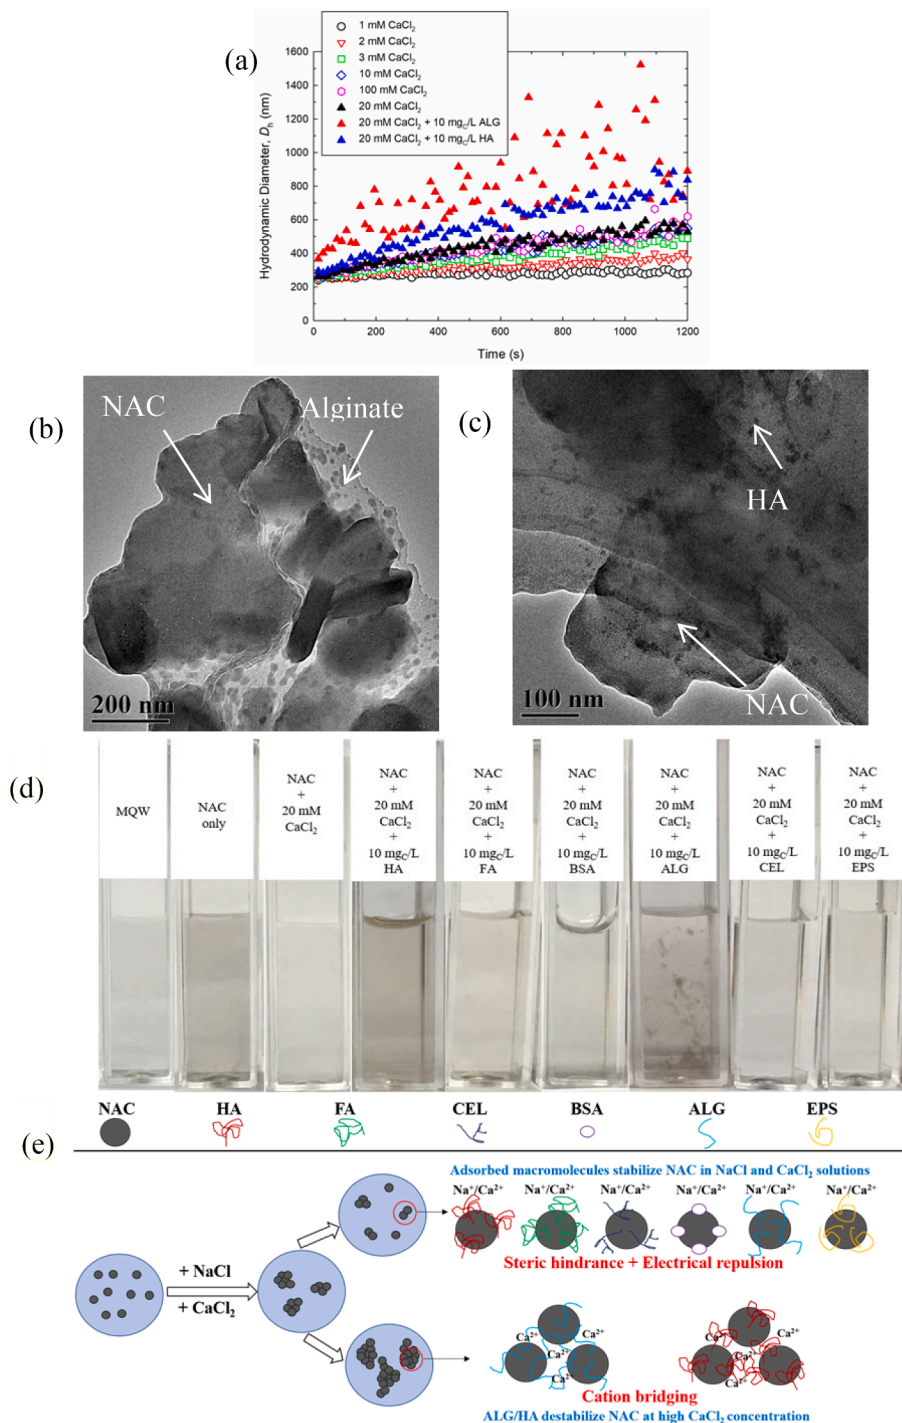 (a)
1 mM CaCl2
2 mM CaCl2
3 mM CaCl2
10 mM CaCl2
100 mM CaCl2
20 mM CaCl2
20 mM CaCl2 + 10 mgC/L ALG
20 mM CaCl2 + 10 mgC/L HA
Hydrodynamic Diameter, Dh (nm)
1600
1400
1200
1000
800
600
400
200
0
0 200 400 600 800 1000 1200
Time (s)
(b)
NAC
Alginate
200 nm
(c)
HA
NAC
100 nm
(d)
MQW
NAC
only
NAC
+
20 mM
CaCl2
NAC
+
20 mM
CaCl2
+
10 mgC/L
HA
NAC
+
20 mM
CaCl2
+
10 mgC/L
FA
NAC
+
20 mM
CaCl2
+
10 mgC/L
BSA
NAC
+
20 mM
CaCl2
+
10 mgC/L
ALG
NAC
+
20 mM
CaCl2
+
10 mgC/L
CEL
NAC
+
20 mM
CaCl2
+
10 mgC/L
EPS
NAC HA FA CEL BSA ALG EPS
(e)
Adsorbed macromolecules stabilize NAC in NaCl and CaCl2 solutions
Na+/Ca2+ Na+/Ca2+ Na+/Ca2+ Na+/Ca2+ Na+/Ca2+ Na+/Ca2+
Steric hindrance + Electrical repulsion
+ NaCl
+ CaCl2
Ca2+ Ca2+ Ca2+ Ca2+
Ca2+ Ca2+ Ca2+ Ca2+
Cation bridging
ALG/HA destabilize NAC at high CaCl2 concentration